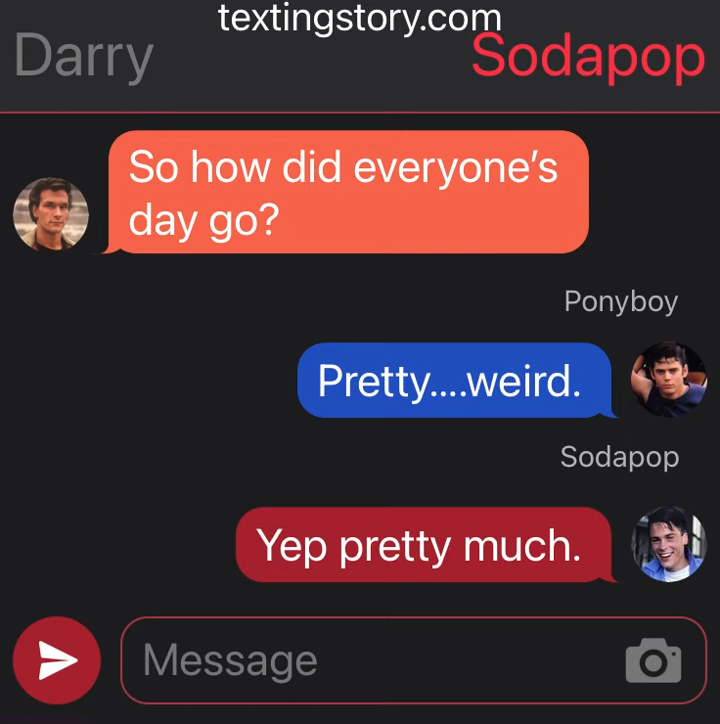 textingstory.com
Darry
Sodapop
So how did everyone’s
day go?
Ponyboy
Pretty....weird.
Sodapop
Yep pretty much.
Message